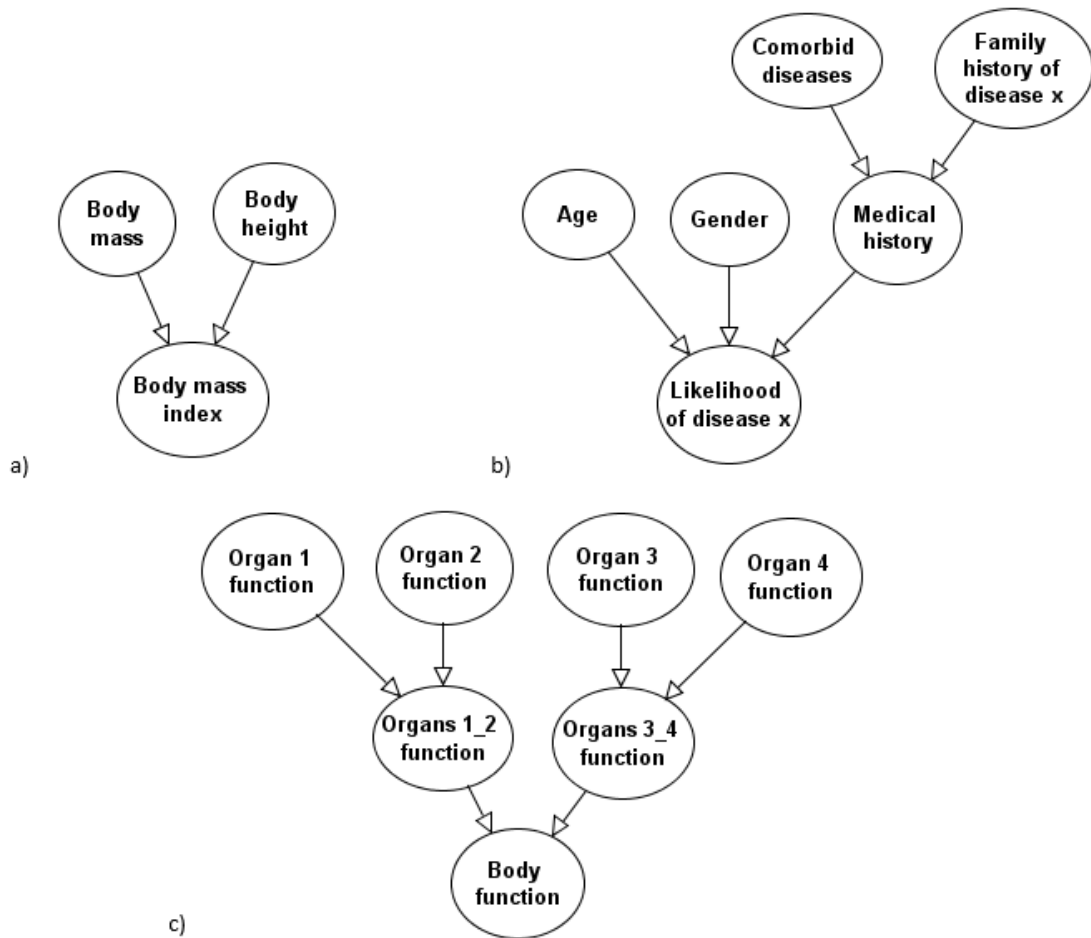 Body
mass
Body
height
Body mass
index
a)
Comorbid
diseases
Family
history of
disease x
Age
Gender
Medical
history
Likelihood
of disease x
b)
Organ 1
function
Organ 2
function
Organ 3
function
Organ 4
function
Organs 1_2
function
Organs 3_4
function
Body
function
c)